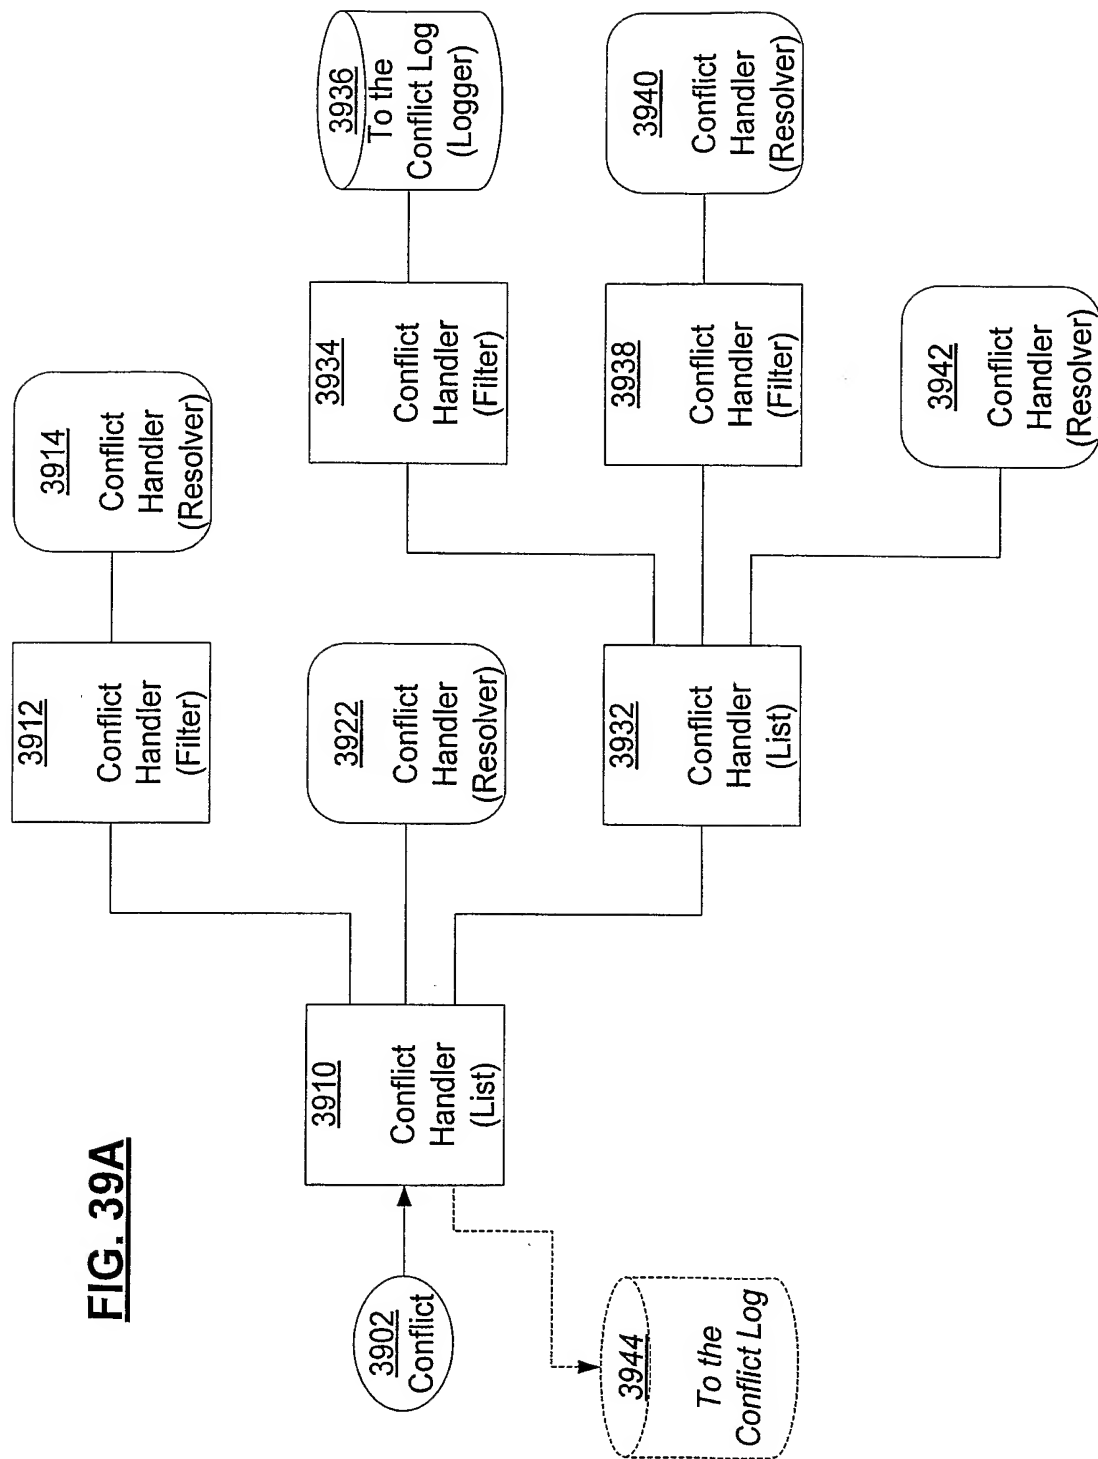 FIG. 39A
3902
Conflict
3944
To the
Conflict Log
3910
Conflict
Handler
(List)
3912
Conflict
Handler
(Filter)
3914
Conflict
Handler
(Resolver)
3922
Conflict
Handler
(Resolver)
3932
Conflict
Handler
(List)
3934
Conflict
Handler
(Filter)
3936
To the
Conflict Log
(Logger)
3938
Conflict
Handler
(Filter)
3940
Conflict
Handler
(Resolver)
3942
Conflict
Handler
(Resolver)